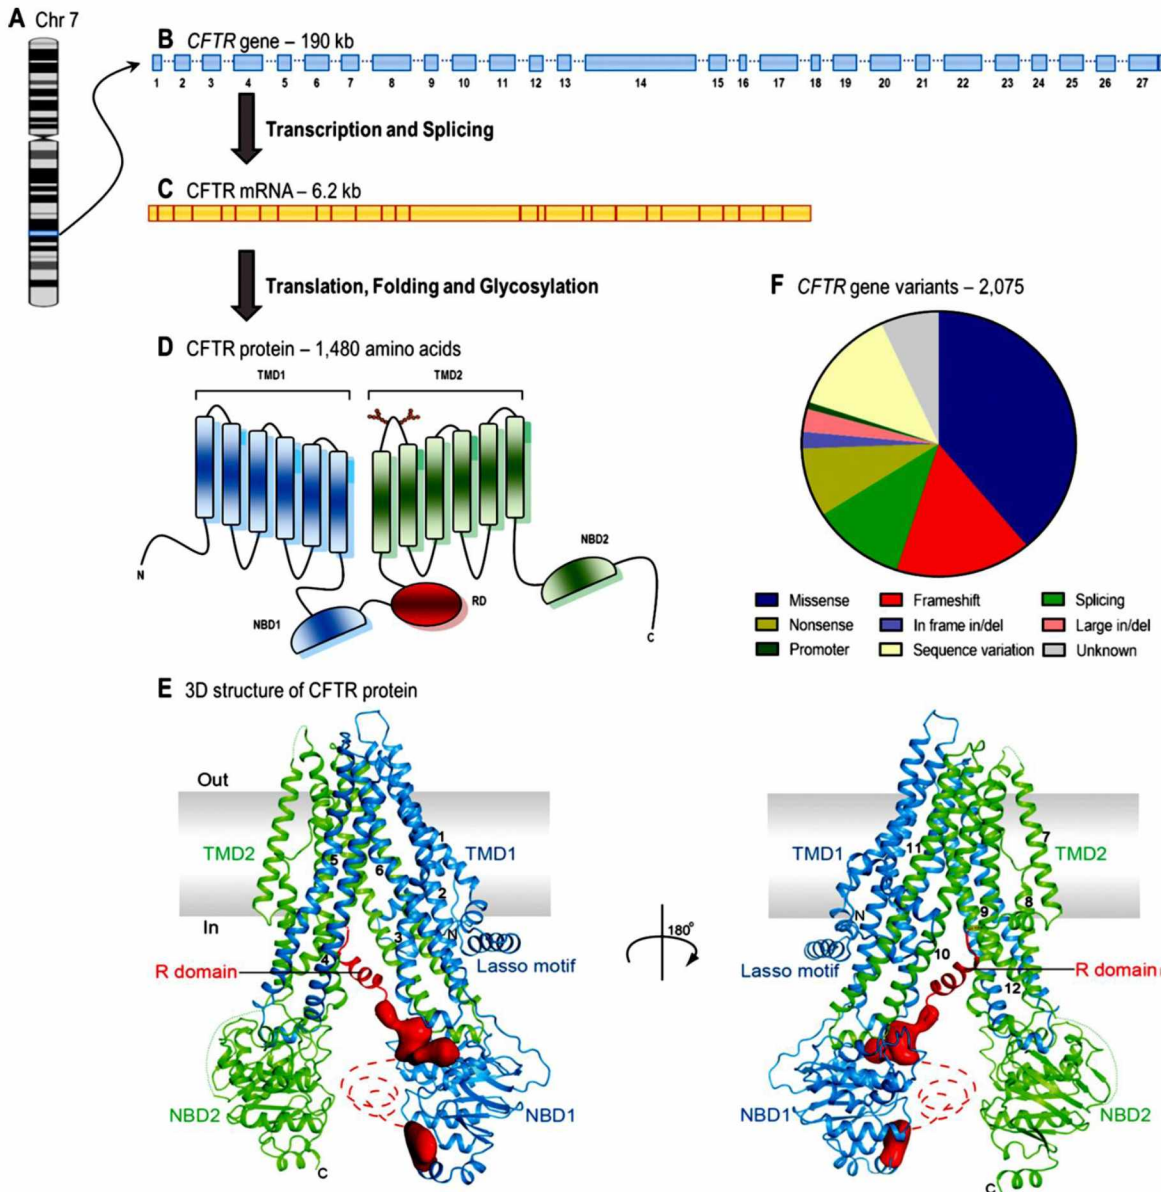 A Chr 7
B CFTR gene – 190 kb
1 2 3 4 5 6 7 8 9 10 11 12 13 14 15 16 17 18 19 20 21 22 23 24 25 26 27
Transcription and Splicing
C CFTR mRNA – 6.2 kb
Translation, Folding and Glycosylation
D CFTR protein – 1,480 amino acids
TMD1 TMD2
N
NBD1
RD
NBD2
C
F CFTR gene variants – 2,075
Missense Frameshift Splicing
Nonsense In frame in/del Large in/del
Promoter Sequence variation Unknown
E 3D structure of CFTR protein
Out
TMD2
5
6
1
TMD1
2
In
3
N
4
Lasso motif
R domain
NBD2
NBD1
C
180°
TMD1
11
7
TMD2
N
9
8
10
Lasso motif
R domain
12
NBD1
NBD2
C